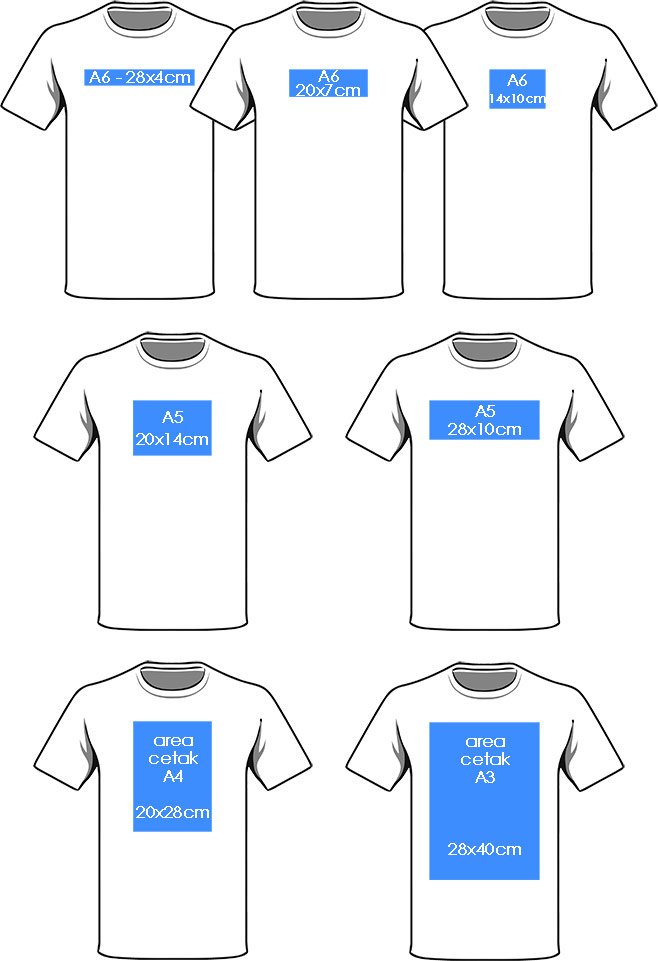 A6 - 28x4cm
A6
20x7cm
A6
14x10cm
A5
20x14cm
A5
28x10cm
area
cetak
A4
20x28cm
area
cetak
A3
28x40cm